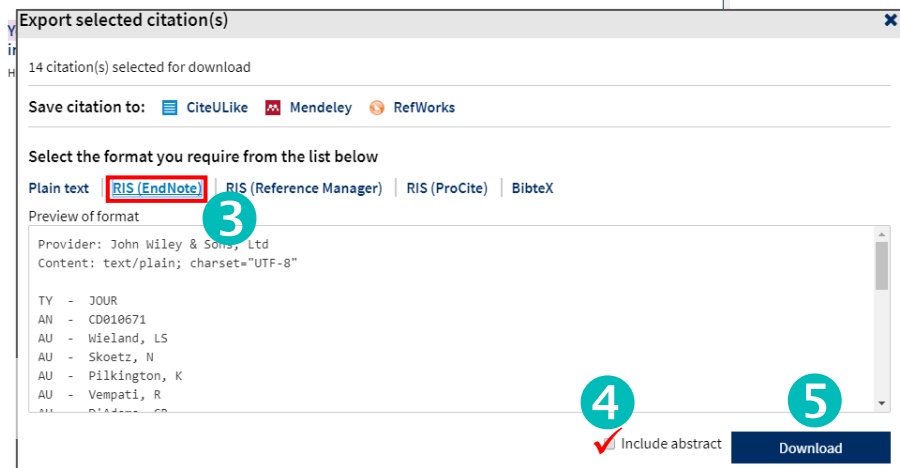 Export selected citation(s)
14 citation(s) selected for download
Save citation to: CiteULike Mendeley RefWorks
Select the format you require from the list below
Plain text RIS (EndNote) RIS (Reference Manager) RIS (ProCite) BibteX
3
Preview of format
Provider: John Wiley & Sons, Ltd
Content: text/plain; charset="UTF-8"
TY - JOUR
AN - CD010671
AU - Wieland, LS
AU - Skoetz, N
AU - Pilkington, K
AU - Vempati, R
4
5
Include abstract
Download